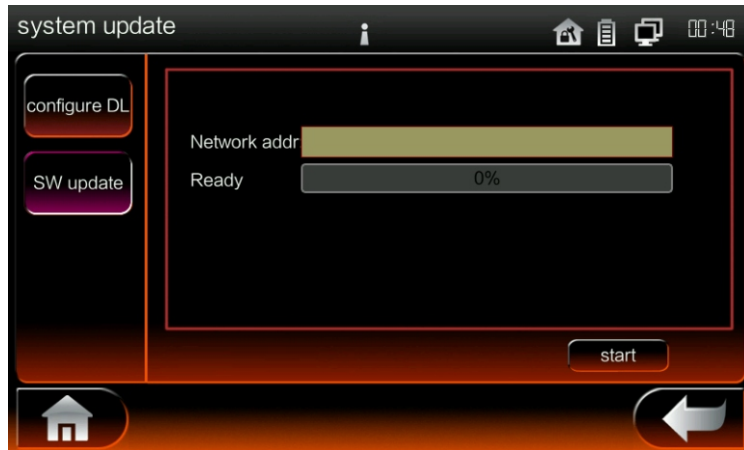 system update
00:48
configure DL
SW update
Network addr
Ready
0%
start